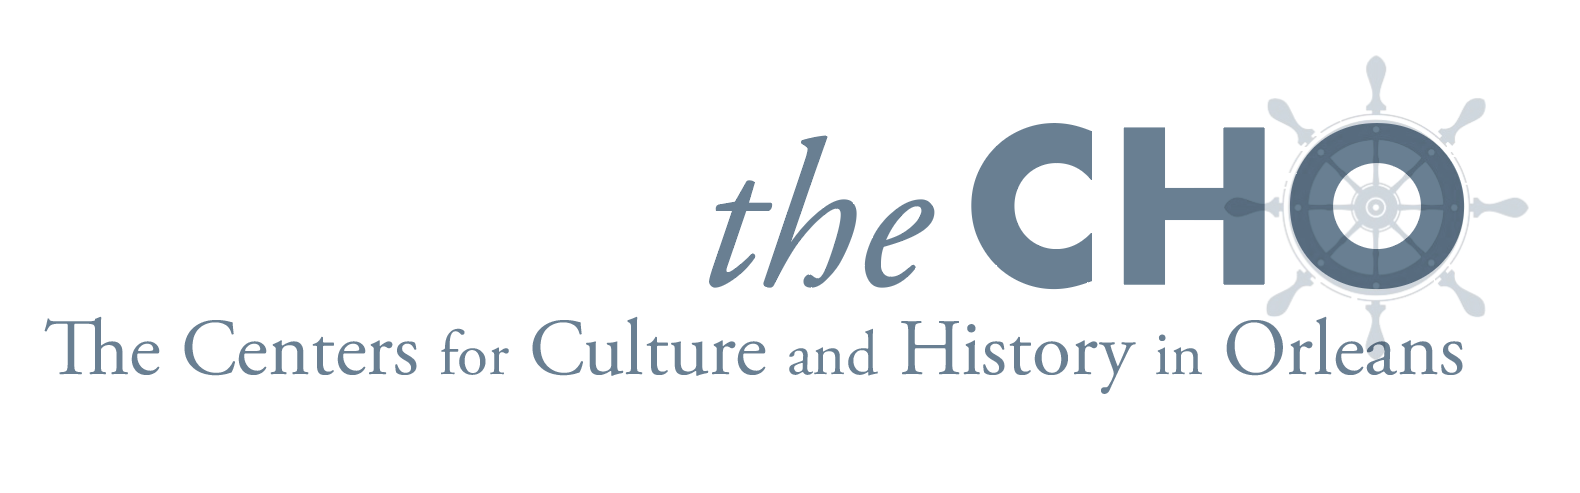 the CHO
The Centers for Culture and History in Orleans